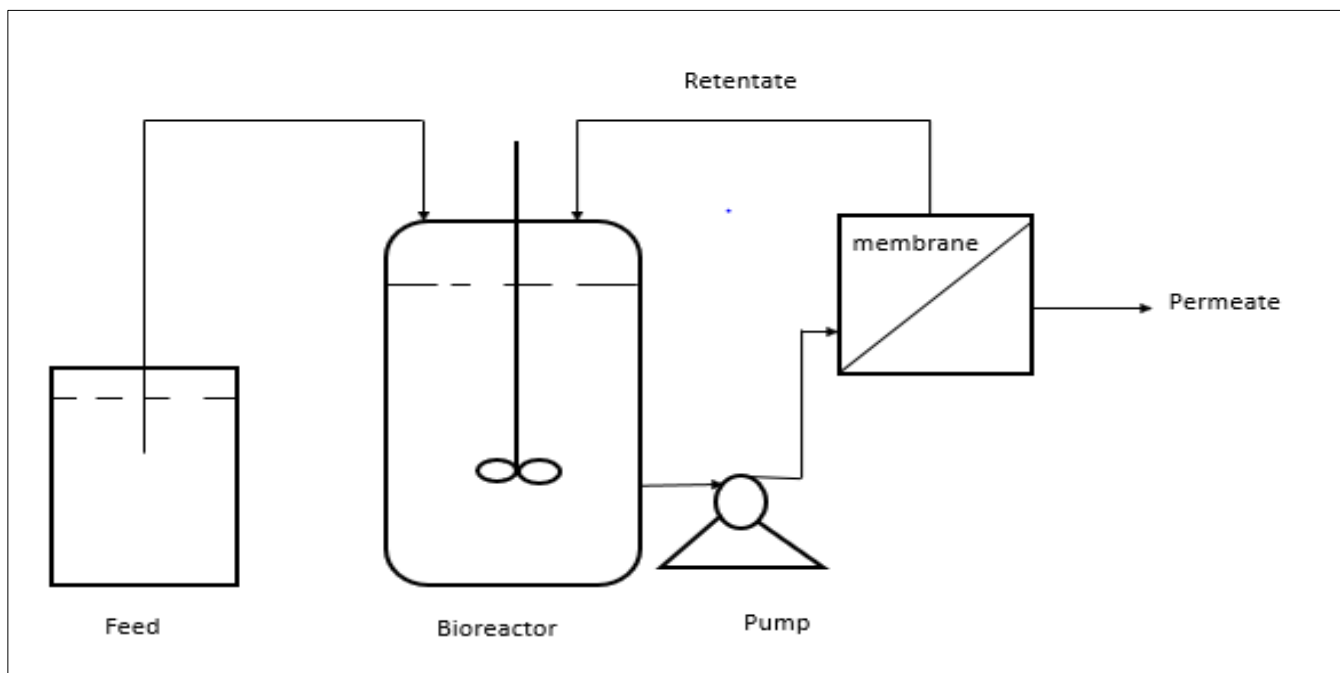 Retentate
membrane
Permeate
Feed
Bioreactor
Pump